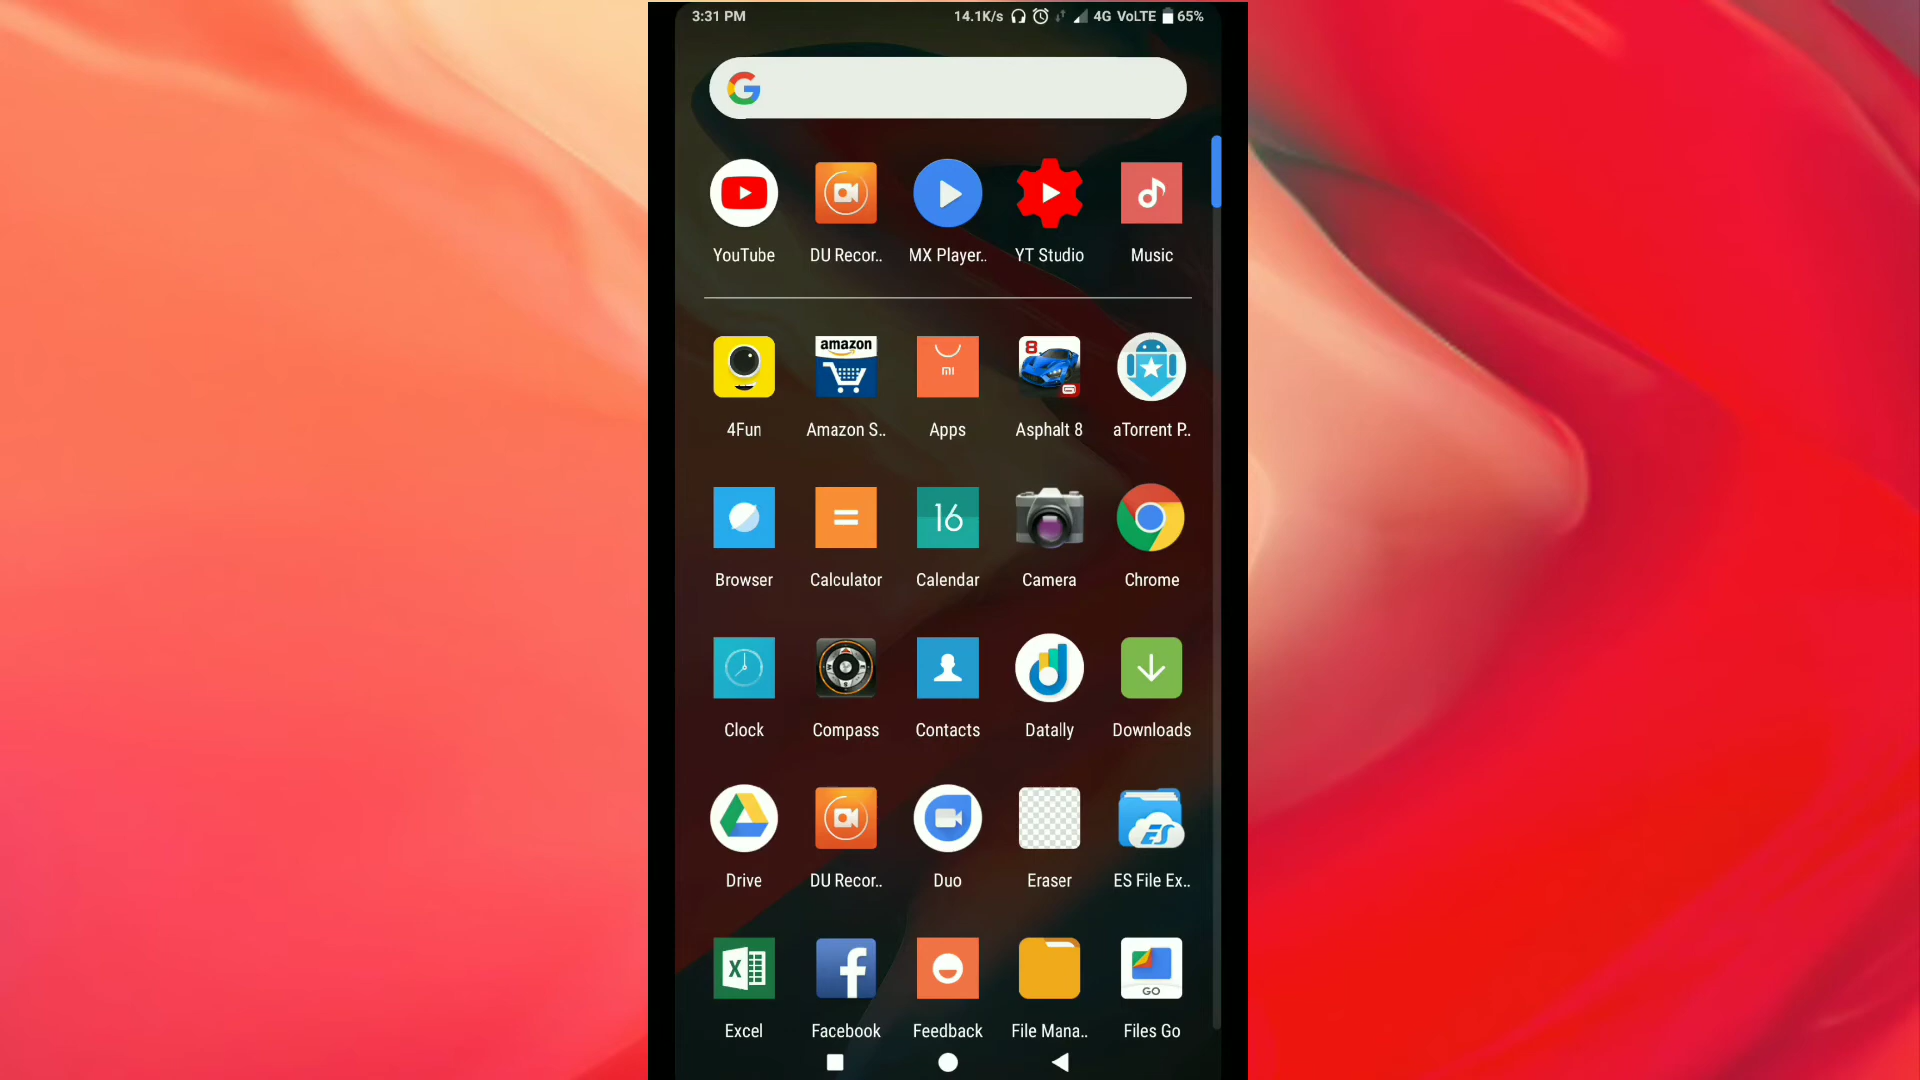 3:31 PM 14.1K/s 4G VoLTE 65%
YouTube DU Recor.. MX Player.. YT Studio Music
amazon mi 8
4Fun Amazon S.. Apps Asphalt 8 aTorrent P..
16
Browser Calculator Calendar Camera Chrome
Clock Compass Contacts Datally Downloads
ES
Drive DU Recor.. Duo Eraser ES File Ex..
X GO
Excel Facebook Feedback File Mana.. Files Go